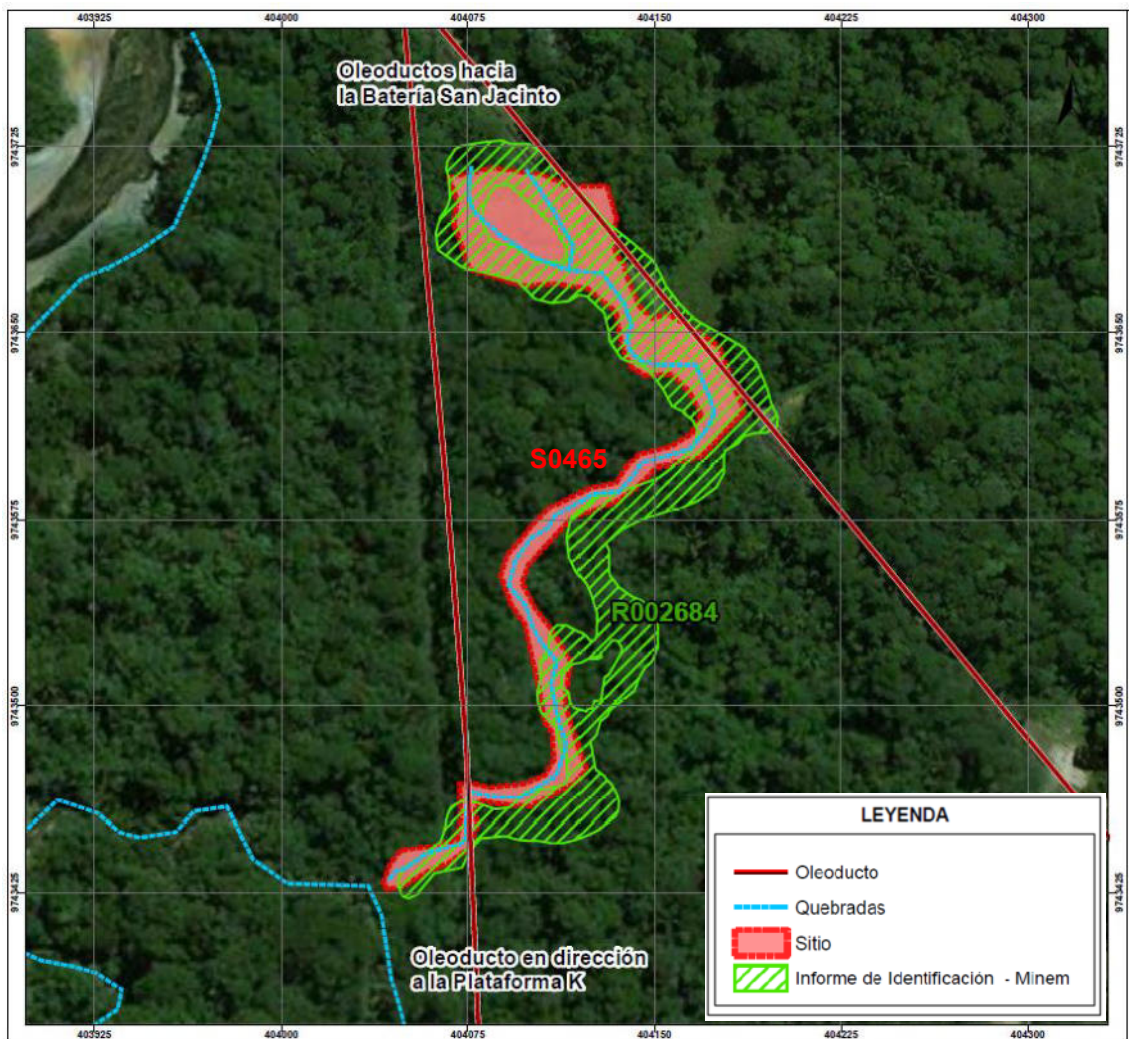 403925 404000 404075 404150 404225 404300
Oleoductos hacia
la Batería San Jacinto
9743725 9743725
9743650 9743650
S0465
9743575 9743575
R002684
9743500 9743500
9743425 9743425
Oleoducto en dirección
a la Plataforma K
LEYENDA
Oleoducto
Quebradas
Sitio
Informe de Identificación - Minem
403925 404000 404075 404150 404225 404300